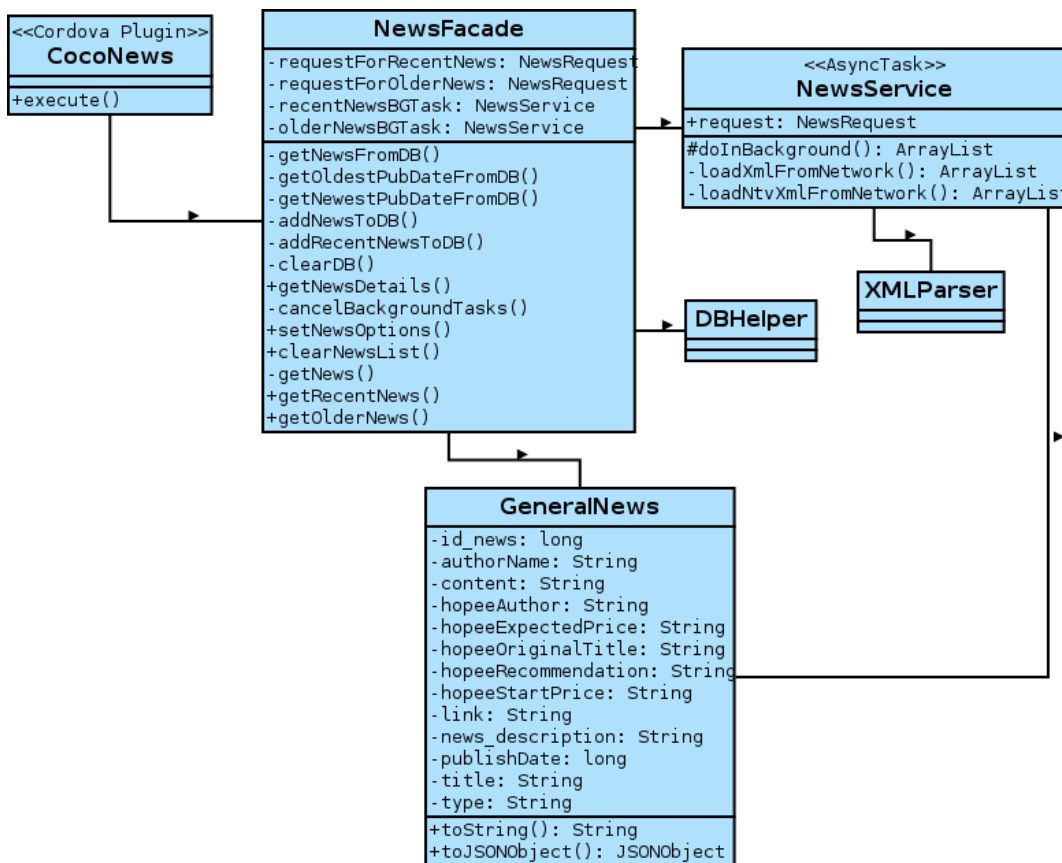 <<Cordova Plugin>>
CocoNews
+execute()
NewsFacade
-requestForRecentNews: NewsRequest
-requestForOlderNews: NewsRequest
-recentNewsBGTask: NewsService
-olderNewsBGTask: NewsService
-getNewsFromDB()
-getOldestPubDateFromDB()
-getNewestPubDateFromDB()
-addNewsToDB()
-addRecentNewsToDB()
-clearDB()
+getNewsDetails()
-cancelBackgroundTasks()
+setNewsOptions()
+clearNewsList()
-getNews()
+getRecentNews()
+getOlderNews()
<<AsyncTask>>
NewsService
+request: NewsRequest
#doInBackground(): ArrayList
-loadXmlFromNetwork(): ArrayList
-loadNtvXmlFromNetwork(): ArrayList
XMLParser
DBHelper
GeneralNews
-id_news: long
-authorName: String
-content: String
-hopeeAuthor: String
-hopeeExpectedPrice: String
-hopeeOriginalTitle: String
-hopeeRecommendation: String
-hopeeStartPrice: String
-link: String
-news_description: String
-publishDate: long
-title: String
-type: String
+toString(): String
+toJSONObject(): JSONObject